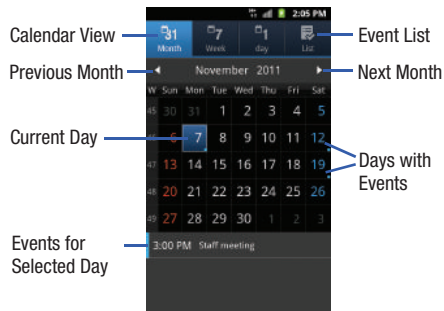 2:05 PM
Calendar View
31 7 1
Month Week day List
Event List
Previous Month
November 2011
Next Month
W Sun Mon Tue Wed Thu Fri Sat
45 30 31 1 2 3 4 5
Current Day
6 7 8 9 10 11 12
Days with
Events
47 13 14 15 16 17 18 19
48 20 21 22 23 24 25 26
49 27 28 29 30 1 2 3
Events for
Selected Day
3:00 PM Staff meeting